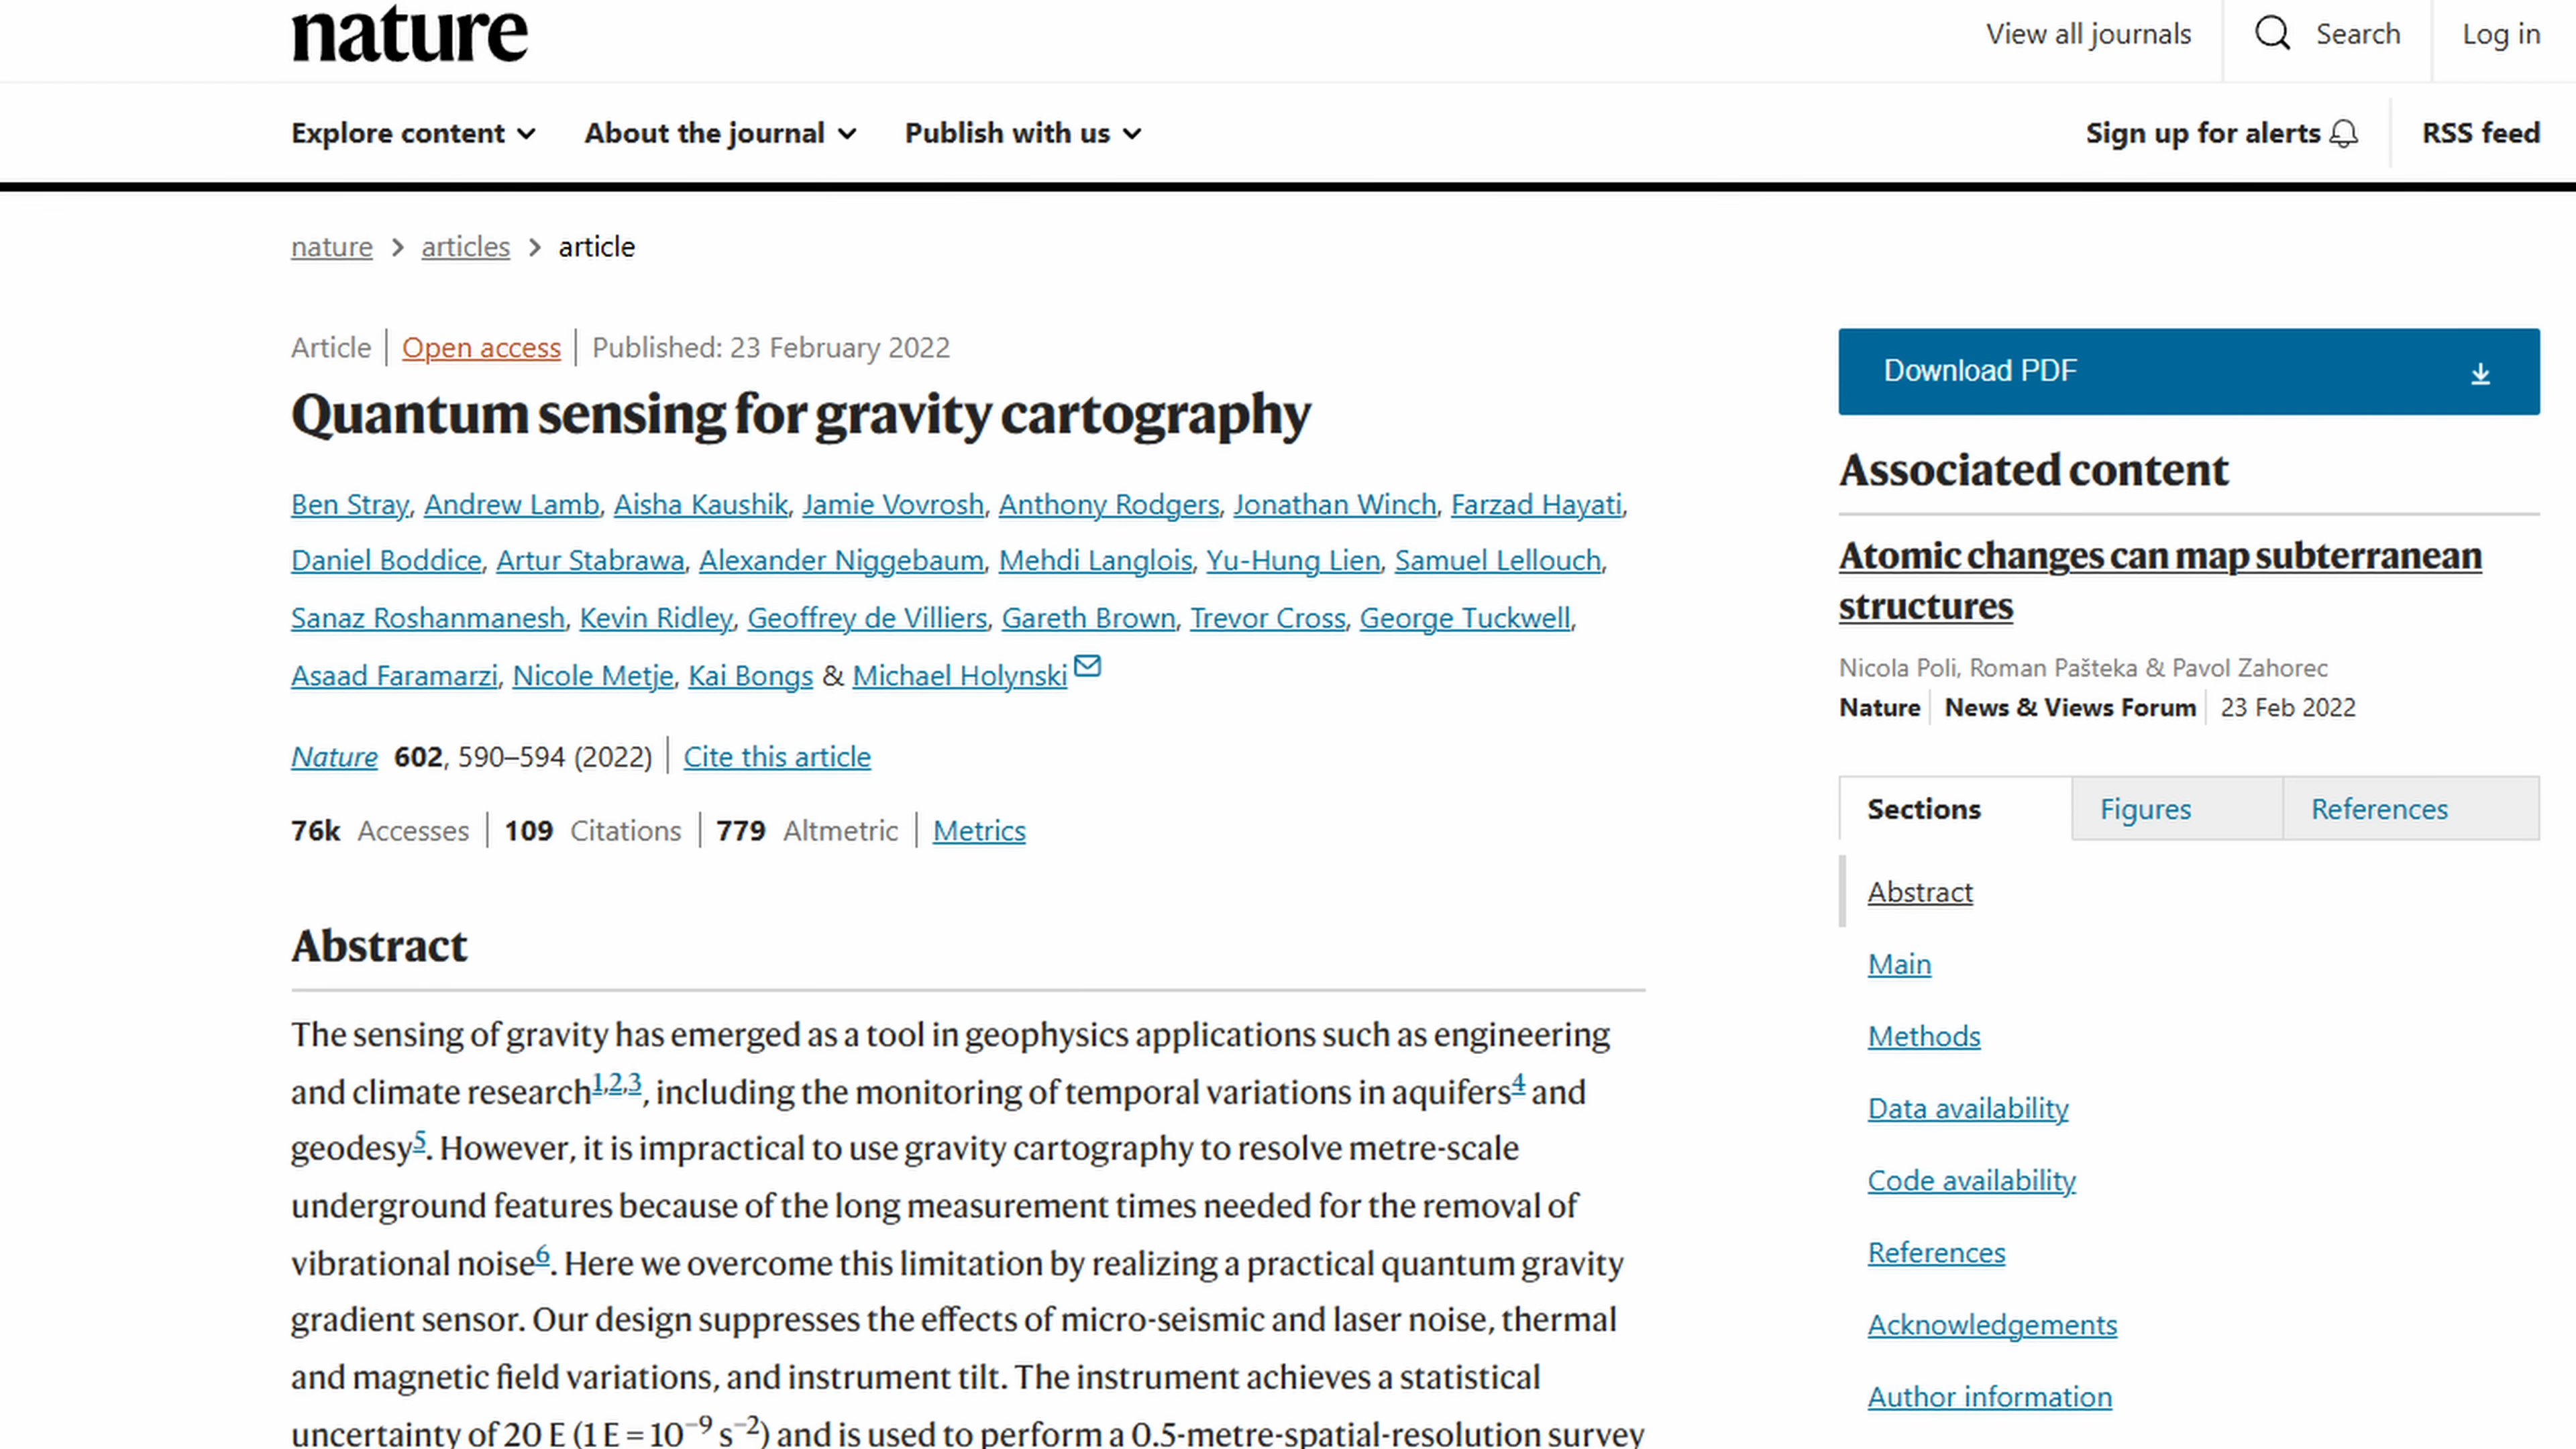 nature
View all journals
Search
Log in
Explore content
About the journal
Publish with us
Sign up for alerts
RSS feed
nature > articles > article
Article | Open access | Published: 23 February 2022
Quantum sensing for gravity cartography
Ben Stray, Andrew Lamb, Aisha Kaushik, Jamie Vovrosh, Anthony Rodgers, Jonathan Winch, Farzad Hayati,
Daniel Boddice, Artur Stabrawa, Alexander Niggebaum, Mehdi Langlois, Yu-Hung Lien, Samuel Lellouch,
Sanaz Roshanmanesh, Kevin Ridley, Geoffrey de Villiers, Gareth Brown, Trevor Cross, George Tuckwell,
Asaad Faramarzi, Nicole Metje, Kai Bongs & Michael Holynski
Nature 602, 590–594 (2022) | Cite this article
76k Accesses | 109 Citations | 779 Altmetric | Metrics
Abstract
The sensing of gravity has emerged as a tool in geophysics applications such as engineering
and climate research1,2,3, including the monitoring of temporal variations in aquifers4 and
geodesy5. However, it is impractical to use gravity cartography to resolve metre-scale
underground features because of the long measurement times needed for the removal of
vibrational noise6. Here we overcome this limitation by realizing a practical quantum gravity
gradient sensor. Our design suppresses the effects of micro-seismic and laser noise, thermal
and magnetic field variations, and instrument tilt. The instrument achieves a statistical
uncertainty of 20 E (1 E = 10−9 s−2) and is used to perform a 0.5-metre-spatial-resolution survey
Download PDF
Associated content
Atomic changes can map subterranean
structures
Nicola Poli, Roman Pašteka & Pavol Zahorec
Nature | News & Views Forum | 23 Feb 2022
Sections
Figures
References
Abstract
Main
Methods
Data availability
Code availability
References
Acknowledgements
Author information